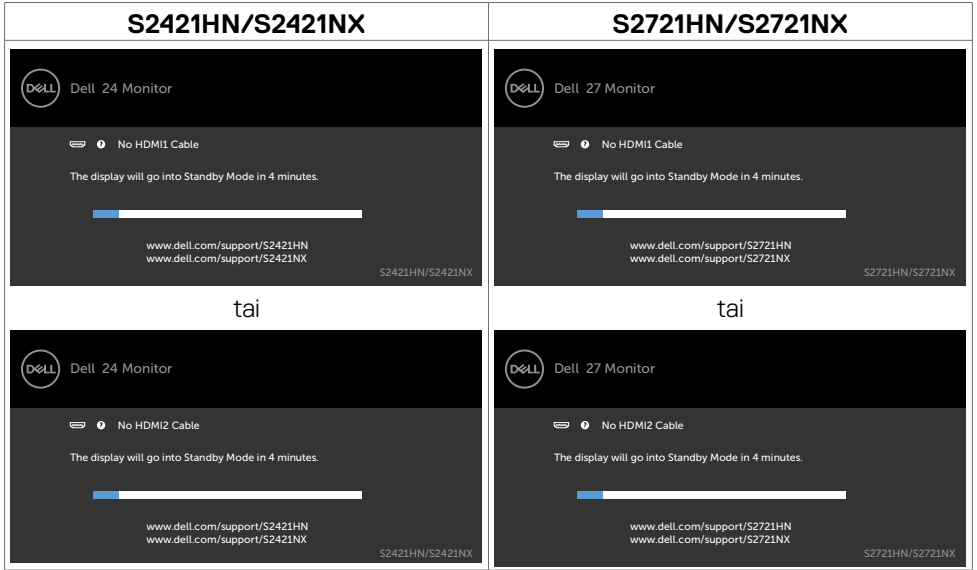 S2421HN/S2421NX
S2721HN/S2721NX
DELL
Dell 24 Monitor
No HDMI1 Cable
The display will go into Standby Mode in 4 minutes.
www.dell.com/support/S2421HN
www.dell.com/support/S2421NX
S2421HN/S2421NX
DELL
Dell 27 Monitor
No HDMI1 Cable
The display will go into Standby Mode in 4 minutes.
www.dell.com/support/S2721HN
www.dell.com/support/S2721NX
S2721HN/S2721NX
tai
tai
DELL
Dell 24 Monitor
No HDMI2 Cable
The display will go into Standby Mode in 4 minutes.
www.dell.com/support/S2421HN
www.dell.com/support/S2421NX
S2421HN/S2421NX
DELL
Dell 27 Monitor
No HDMI2 Cable
The display will go into Standby Mode in 4 minutes.
www.dell.com/support/S2721HN
www.dell.com/support/S2721NX
S2721HN/S2721NX